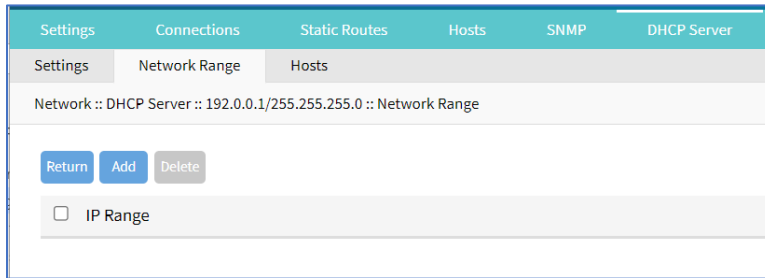 Settings Connections Static Routes Hosts SNMP DHCP Server
Settings Network Range Hosts
Network :: DHCP Server :: 192.0.0.1/255.255.255.0 :: Network Range
Return Add Delete
IP Range